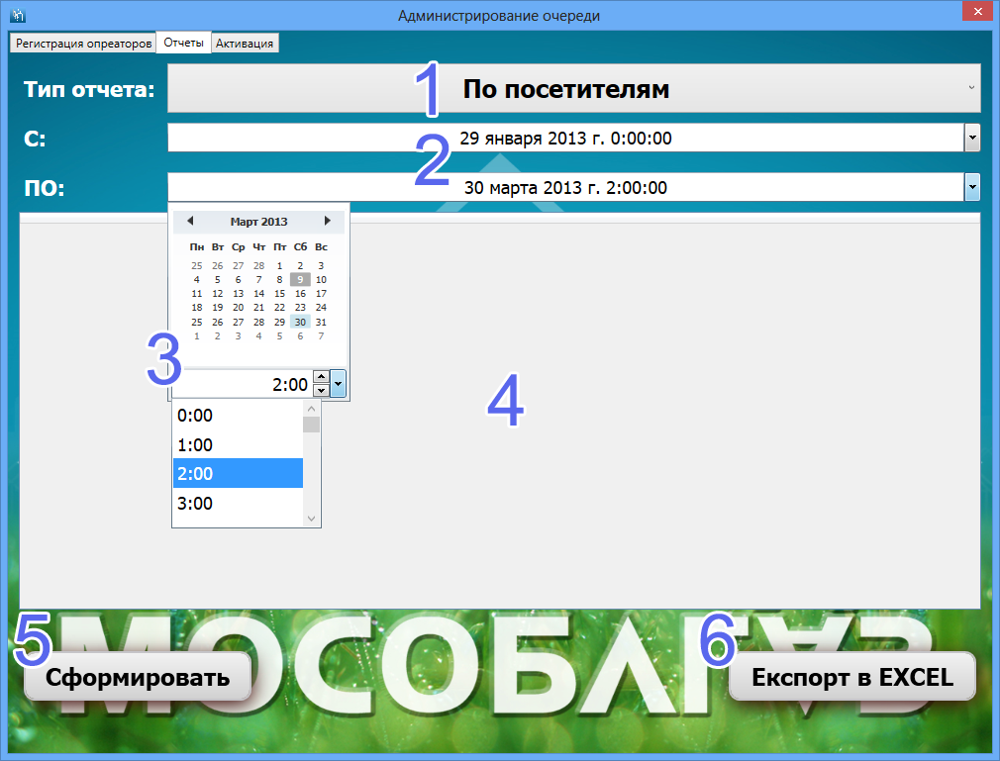 Администрирование очереди
Регистрация опреаторов Отчеты Активация
Тип отчета: 1 По посетителям
С: 29 января 2013 г. 0:00:00
2
ПО: 30 марта 2013 г. 2:00:00
Март 2013
Пн Вт Ср Чт Пт Сб Вс
25 26 27 28 1 2 3
4 5 6 7 8 9 10
11 12 13 14 15 16 17
18 19 20 21 22 23 24
25 26 27 28 29 30 31
1 2 3 4 5 6 7
3
2:00
4
0:00
1:00
2:00
3:00
МОСОБЛГАЗ
5 Сформировать
6 Експорт в EXCEL